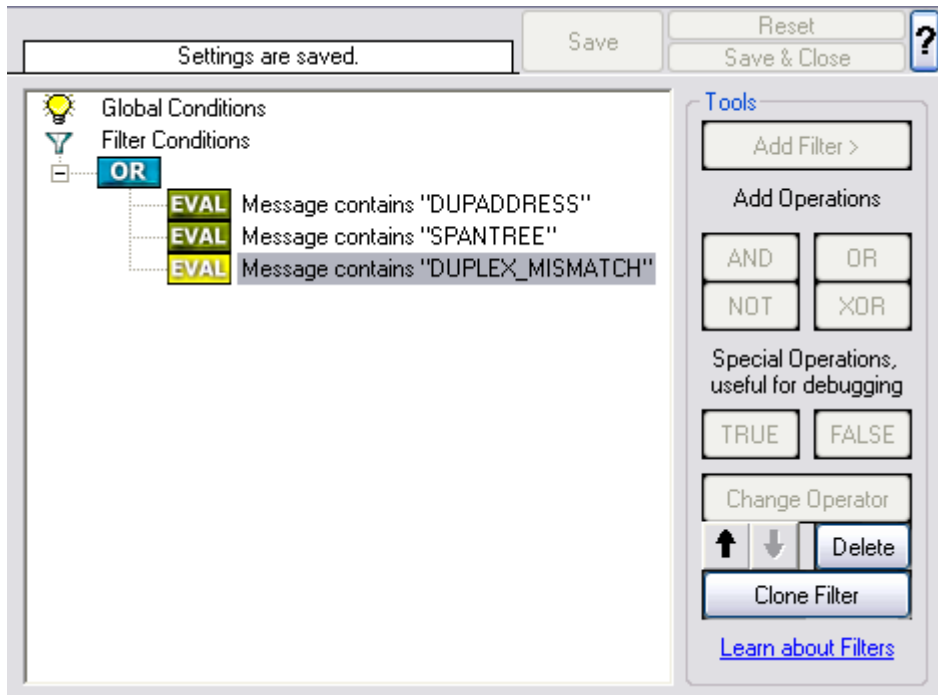 Settings are saved.
Save
Reset
Save & Close
?
Global Conditions
Filter Conditions
OR
EVAL Message contains "DUPADDRESS"
EVAL Message contains "SPANTREE"
EVAL Message contains "DUPLEX_MISMATCH"
Tools
Add Filter >
Add Operations
AND
OR
NOT
XOR
Special Operations,
useful for debugging
TRUE
FALSE
Change Operator
Delete
Clone Filter
Learn about Filters